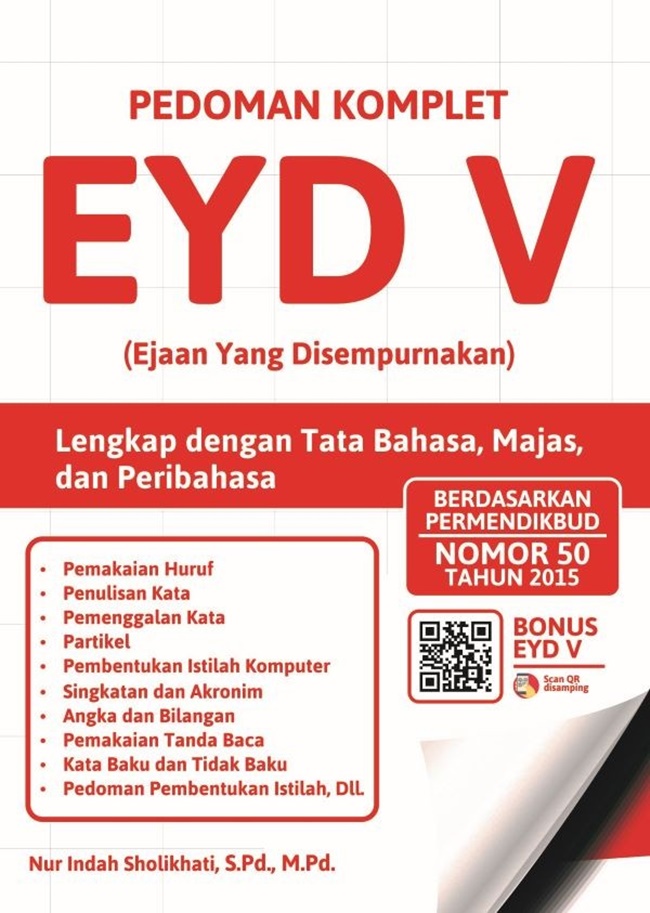 PEDOMAN KOMPLET
EYD V
(Ejaan Yang Disempurnakan)
Lengkap dengan Tata Bahasa, Majas,
dan Peribahasa
BERDASARKAN
PERMENDIKBUD
NOMOR 50
TAHUN 2015
• Pemakaian Huruf
• Penulisan Kata
• Pemenggalan Kata
• Partikel
• Pembentukan Istilah Komputer
• Singkatan dan Akronim
• Angka dan Bilangan
• Pemakaian Tanda Baca
• Kata Baku dan Tidak Baku
• Pedoman Pembentukan Istilah, Dll.
BONUS
EYD V
Scan QR
disamping
Nur Indah Sholikhati, S.Pd., M.Pd.